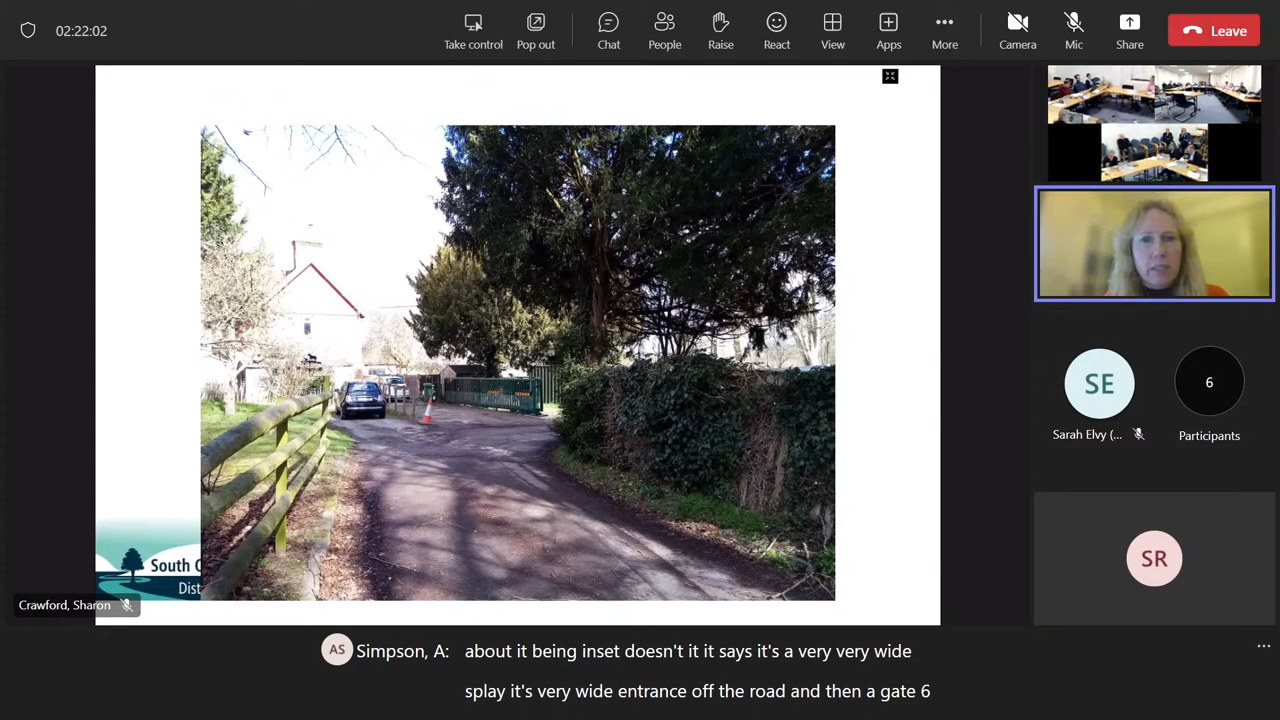 02:22:02
Take control
Pop out
Chat
People
Raise
React
View
Apps
More
Camera
Mic
Share
Leave
SE
6
Sarah Elvy (...
Participants
SR
South
Dist
Crawford, Sharon
AS Simpson, A: about it being inset doesn't it it says it's a very very wide
splay it's very wide entrance off the road and then a gate 6